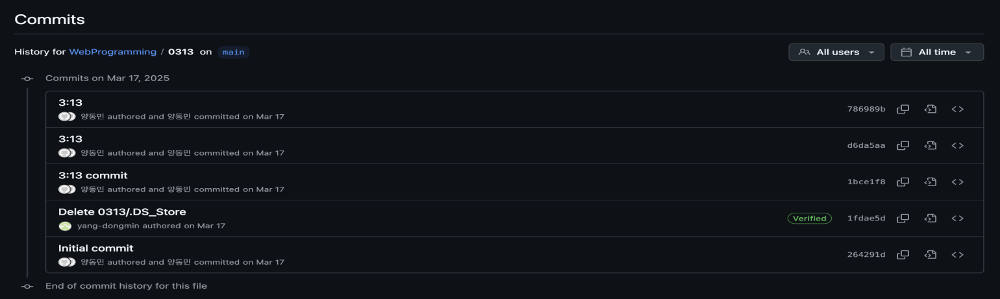 Commits
History for WebProgramming / 0313 on main All users All time
Commits on Mar 17, 2025
3:13
양동민 authored and 양동민 committed on Mar 17 786989b
3:13
양동민 authored and 양동민 committed on Mar 17 d6da5aa
3:13 commit
양동민 authored and 양동민 committed on Mar 17 1bce1f8
Delete 0313/.DS_Store
yang-dongmin authored on Mar 17 Verified 1fdae5d
Initial commit
양동민 authored and 양동민 committed on Mar 17 264291d
End of commit history for this file